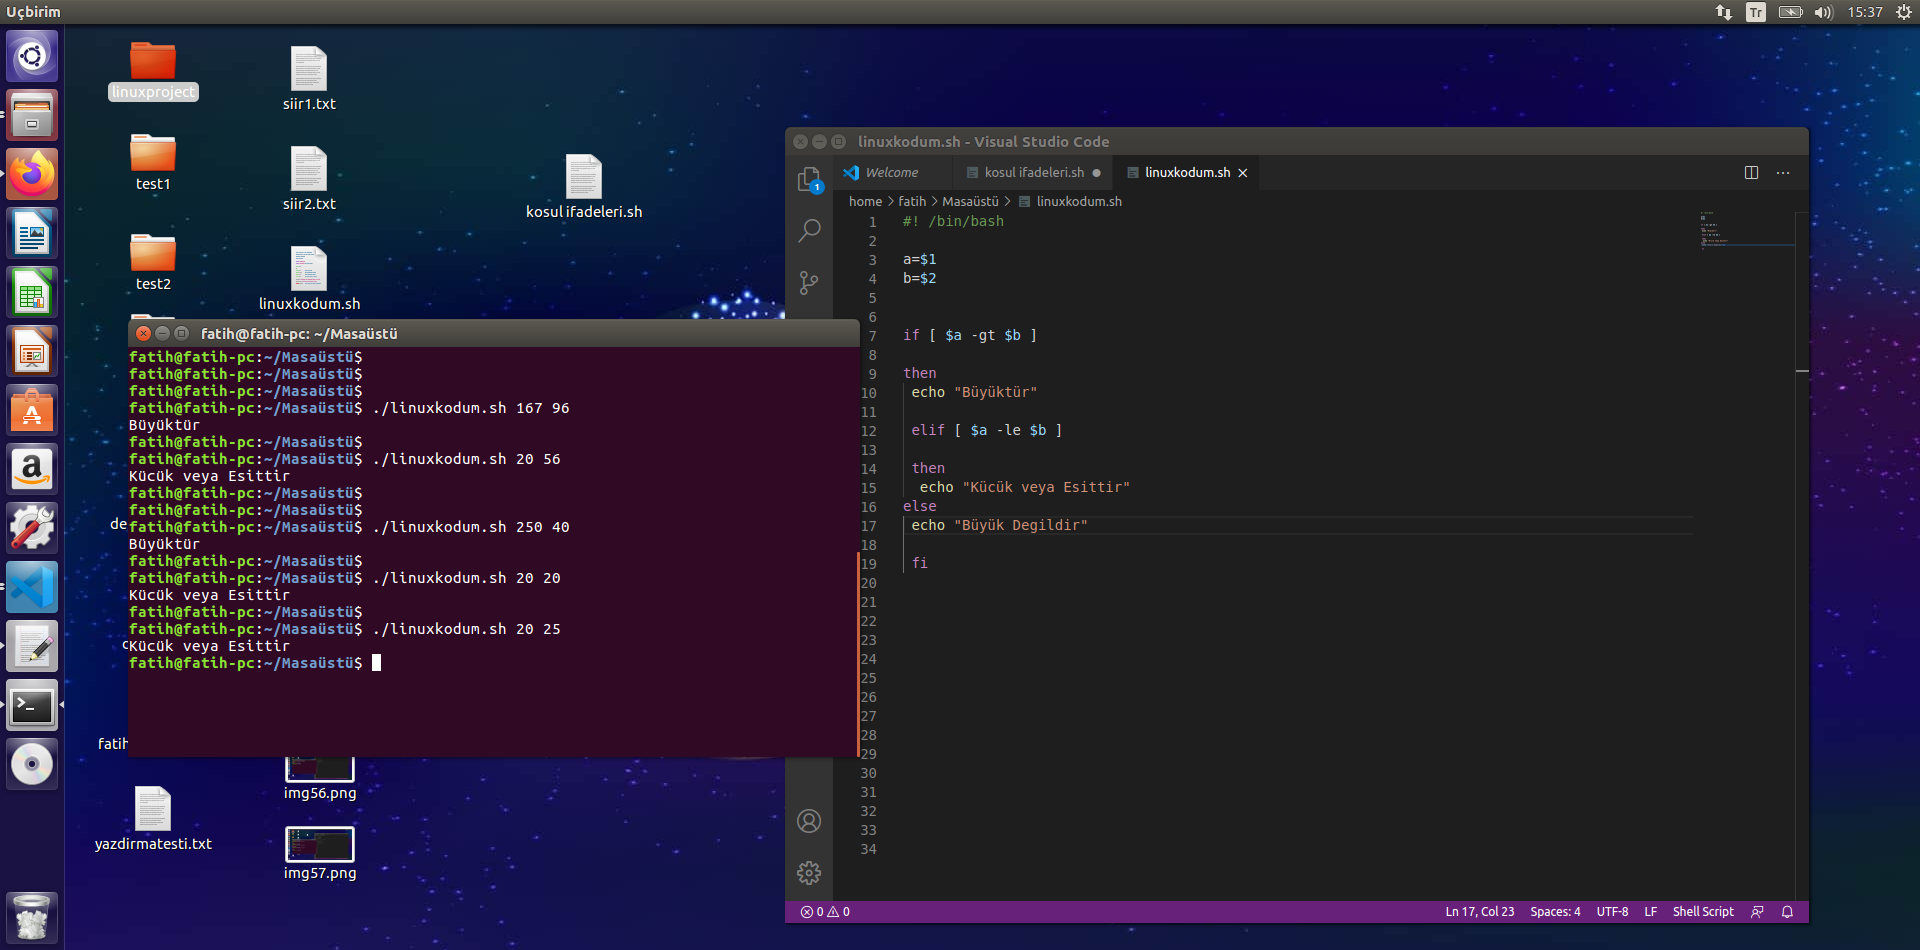 Uçbirim
Tr
15:37
linuxproject
siir1.txt
test1
siir2.txt
kosul ifadeleri.sh
test2
linuxkodum.sh
de
fatih
img56.png
yazdirmatesti.txt
img57.png
fatih@fatih-pc: ~/Masaüstü
fatih@fatih-pc:~/Masaüstü$
fatih@fatih-pc:~/Masaüstü$
fatih@fatih-pc:~/Masaüstü$
fatih@fatih-pc:~/Masaüstü$ ./linuxkodum.sh 167 96
Büyüktür
fatih@fatih-pc:~/Masaüstü$
fatih@fatih-pc:~/Masaüstü$ ./linuxkodum.sh 20 56
Kücük veya Esittir
fatih@fatih-pc:~/Masaüstü$
fatih@fatih-pc:~/Masaüstü$
fatih@fatih-pc:~/Masaüstü$ ./linuxkodum.sh 250 40
Büyüktür
fatih@fatih-pc:~/Masaüstü$
fatih@fatih-pc:~/Masaüstü$ ./linuxkodum.sh 20 20
Kücük veya Esittir
fatih@fatih-pc:~/Masaüstü$
fatih@fatih-pc:~/Masaüstü$ ./linuxkodum.sh 20 25
Kücük veya Esittir
fatih@fatih-pc:~/Masaüstü$
linuxkodum.sh - Visual Studio Code
1
Welcome
kosul ifadeleri.sh
linuxkodum.sh
home > fatih > Masaüstü > linuxkodum.sh
1 #! /bin/bash
2
3 a=$1
4 b=$2
5
6
7 if [ $a -gt $b ]
8
9 then
10 echo "Büyüktür"
11
12 elif [ $a -le $b ]
13
14 then
15 echo "Kücük veya Esittir"
16 else
17 echo "Büyük Degildir"
18
19 fi
20
21
22
23
24
25
26
27
28
29
30
31
32
33
34
0 0
Ln 17, Col 23 Spaces: 4 UTF-8 LF Shell Script